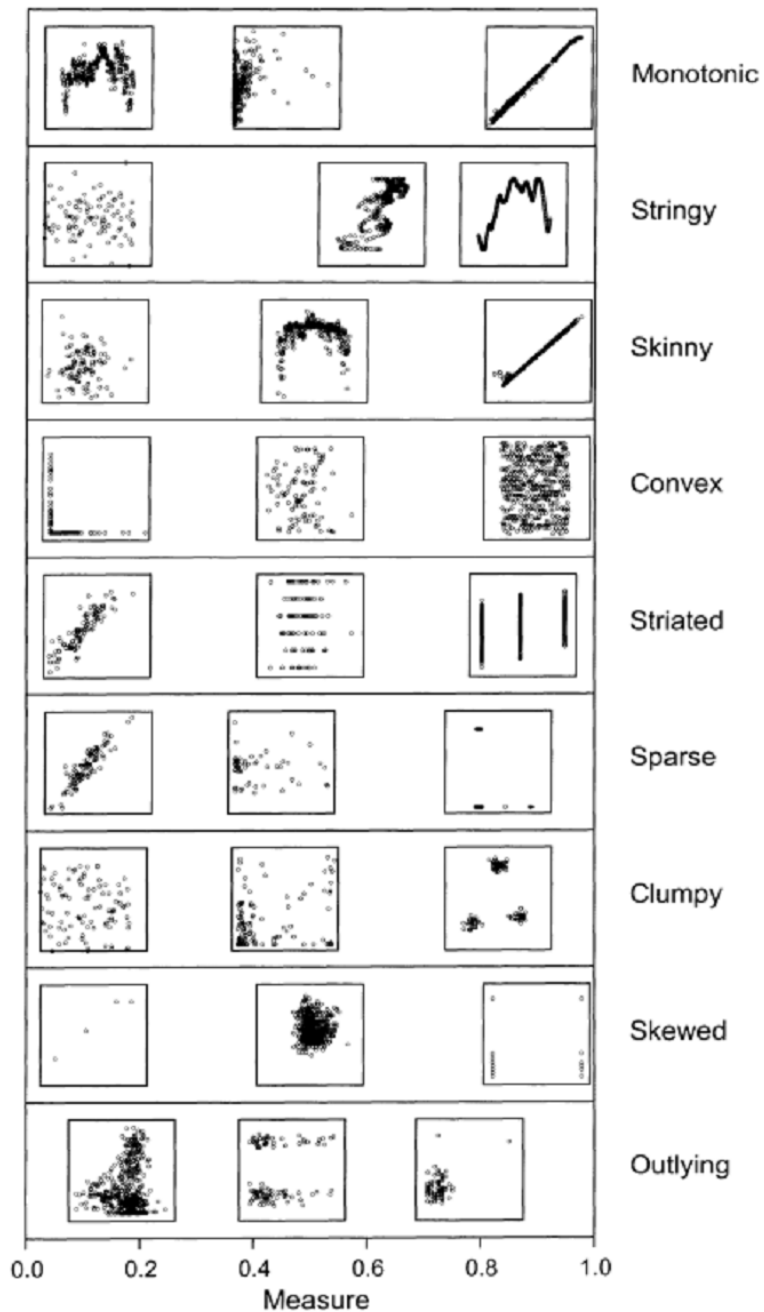 Monotonic
Stringy
Skinny
Convex
Striated
Sparse
Clumpy
Skewed
Outlying
0.0 0.2 0.4 0.6 0.8 1.0
Measure